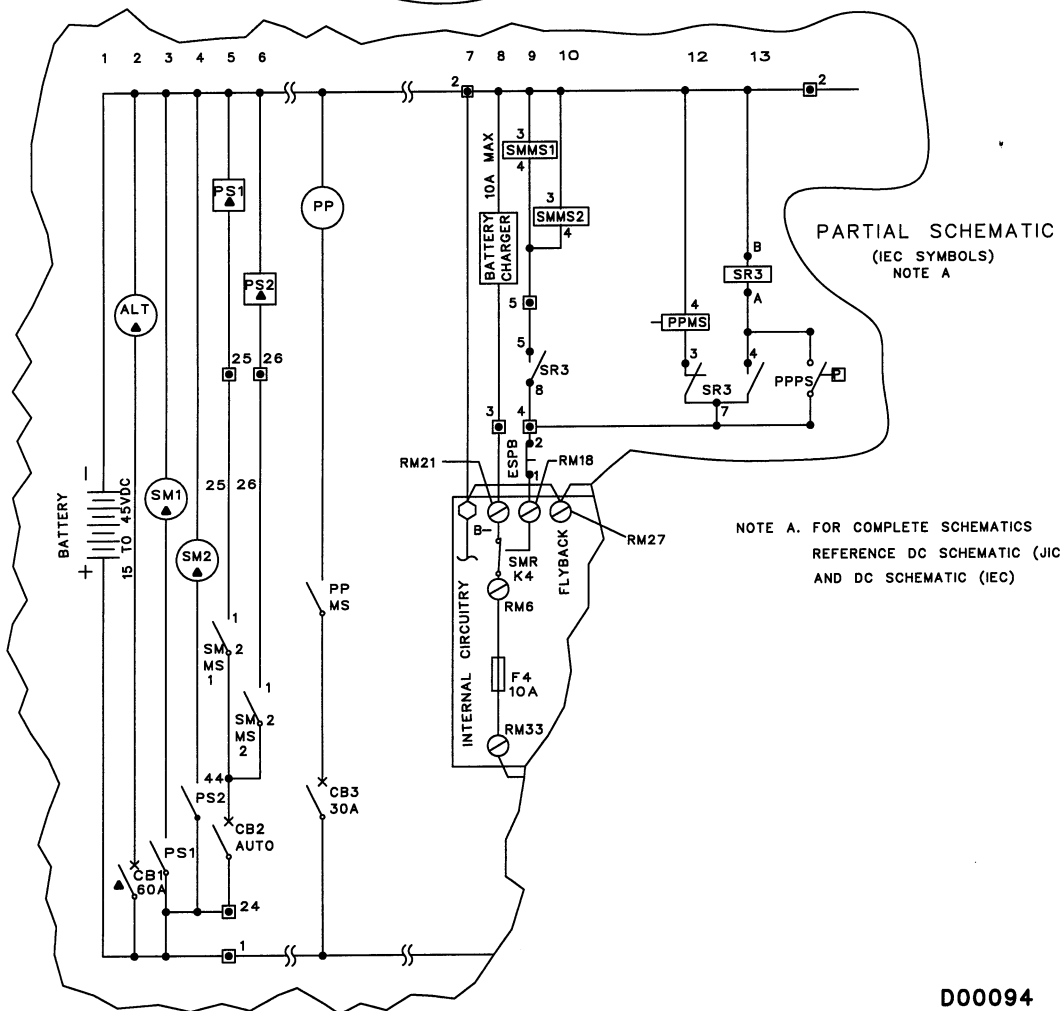 1 2 3 4 5 6 7 8 9 10 12 13
2
2
PS1
PP
10A MAX
3
SMMS1
4
3
SMMS2
4
BATTERY
CHARGER
PARTIAL SCHEMATIC
(IEC SYMBOLS)
NOTE A
B
SR3
A
PS2
ALT
5
4
PPMS
3
25 26
5
SR3
8
4
SR3
7
PPPS
P
3
4
2
ESPB
1
RM21
RM18
-
BATTERY
15 TO 45VDC
+
25 26
SM1
SM2
B-
RM27
SMR
K4
FLYBACK
RM6
INTERNAL CIRCUITRY
F4
10A
RM33
NOTE A. FOR COMPLETE SCHEMATICS
REFERENCE DC SCHEMATIC (JIC
AND DC SCHEMATIC (IEC)
PP
MS
1
SM 2
MS
1
1
SM 2
MS
2
44
PS2
CB2
AUTO
CB3
30A
PS1
CB1
60A
24
1
D00094